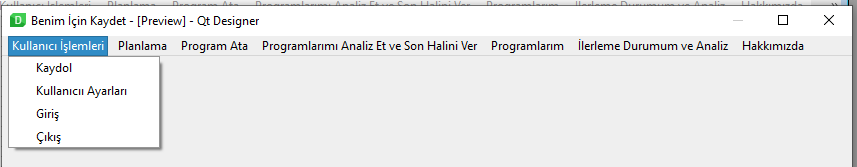 Benim İçin Kaydet - [Preview] - Qt Designer
Kullanıcı İşlemleri Planlama Program Ata Programlarımı Analiz Et ve Son Halini Ver Programlarım İlerleme Durumum ve Analiz Hakkımızda
Kaydol
Kullanıcıı Ayarları
Giriş
Çıkış